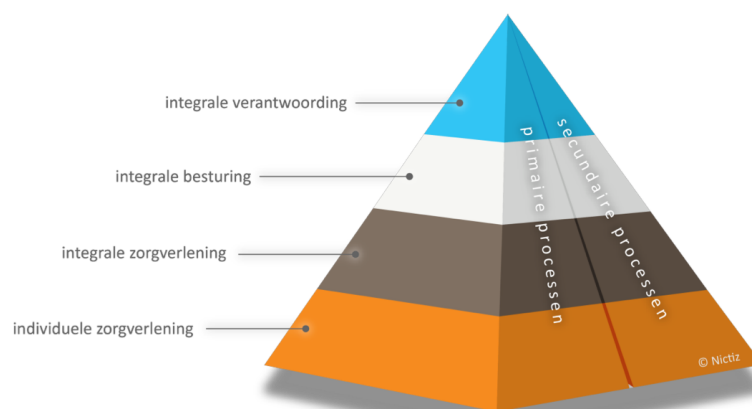 integrale verantwoording
integrale besturing
integrale zorgverlening
individuele zorgverlening
primaire processen
secundaire processen
© Nictiz